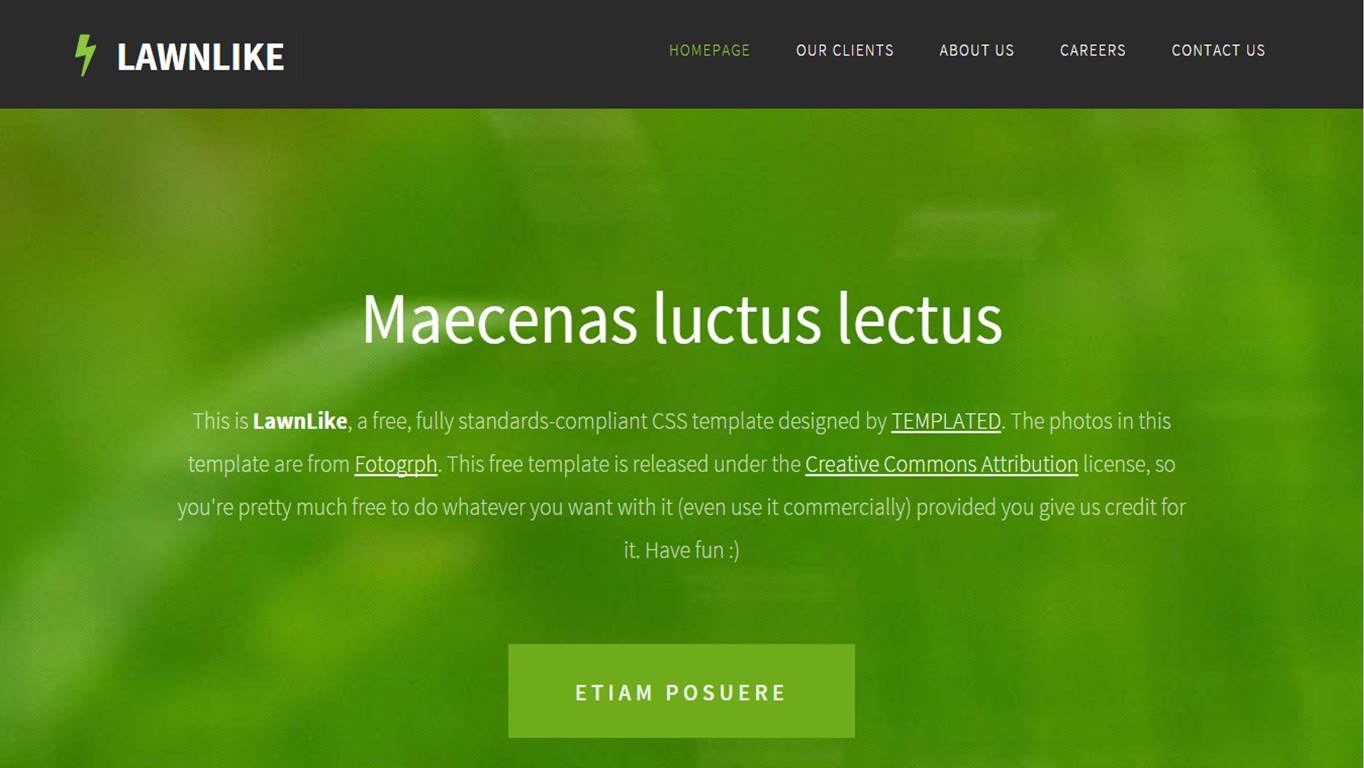 LAWNLIKE
HOMEPAGE OUR CLIENTS ABOUT US CAREERS CONTACT US
Maecenas luctus lectus
This is LawnLike, a free, fully standards-compliant CSS template designed by TEMPLATED. The photos in this
template are from Fotogrph. This free template is released under the Creative Commons Attribution license, so
you're pretty much free to do whatever you want with it (even use it commercially) provided you give us credit for
it. Have fun :)
ETIAM POSUERE